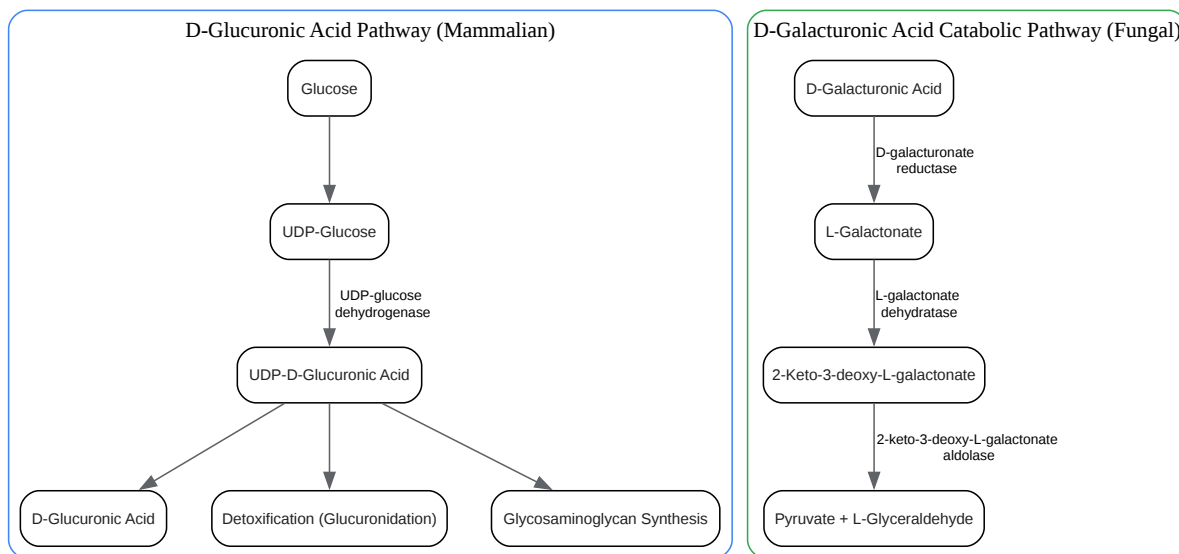 D-Glucuronic Acid Pathway (Mammalian)
Glucose
UDP-Glucose
UDP-glucose
dehydrogenase
UDP-D-Glucuronic Acid
D-Glucuronic Acid
Detoxification (Glucuronidation)
Glycosaminoglycan Synthesis
D-Galacturonic Acid Catabolic Pathway (Fungal)
D-Galacturonic Acid
D-galacturonate
reductase
L-Galactonate
L-galactonate
dehydratase
2-Keto-3-deoxy-L-galactonate
2-keto-3-deoxy-L-galactonate
aldolase
Pyruvate + L-Glyceraldehyde